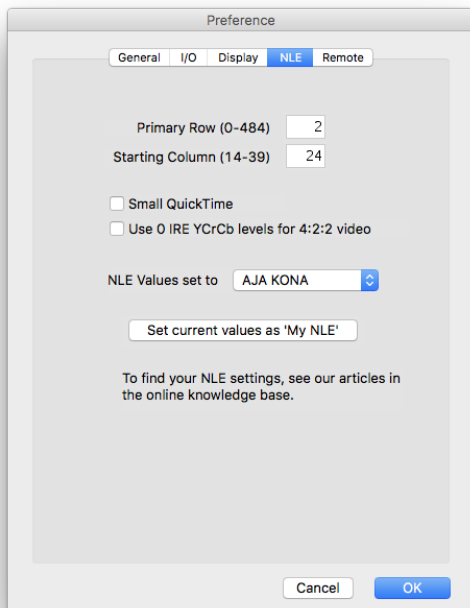 Preference
General I/O Display NLE Remote
Primary Row (0-484) 2
Starting Column (14-39) 24
Small QuickTime
Use 0 IRE YCrCb levels for 4:2:2 video
NLE Values set to AJA KONA
Set current values as 'My NLE'
To find your NLE settings, see our articles in
the online knowledge base.
Cancel OK